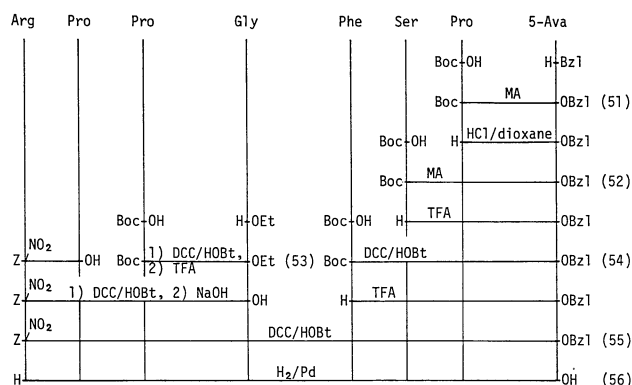 Arg Pro Pro Gly Phe Ser Pro 5-Ava
Boc OH H Bzl
Boc MA OBzl (51)
Boc OH H HCl/dioxane OBzl
Boc MA OBzl (52)
Boc OH H OEt Boc OH H TFA OBzl
Z NO2 OH Boc 1) DCC/HOBt, 2) TFA OEt (53) Boc DCC/HOBt OBzl (54)
Z NO2 1) DCC/HOBt, 2) NaOH OH H TFA OBzl
Z NO2 DCC/HOBt OBzl (55)
H H2/Pd OH (56)